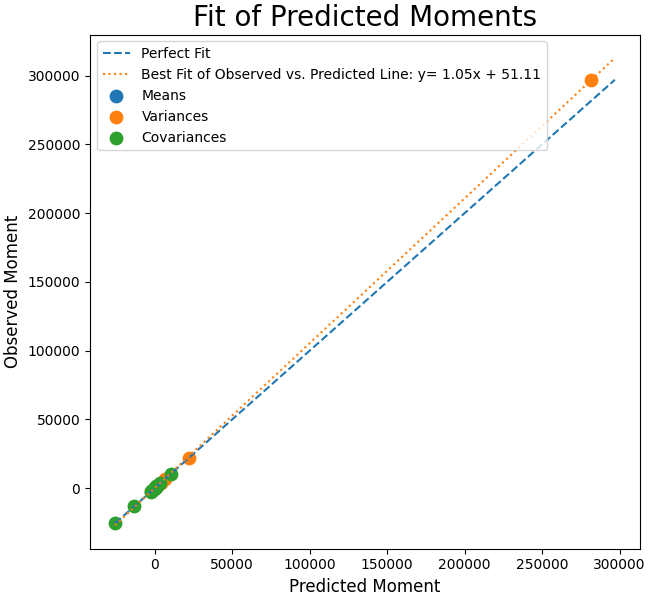 Fit of Predicted Moments
Perfect Fit
Best Fit of Observed vs. Predicted Line: y= 1.05x + 51.11
Means
Variances
Covariances
Observed Moment
300000
250000
200000
150000
100000
50000
0
0 50000 100000 150000 200000 250000 300000
Predicted Moment